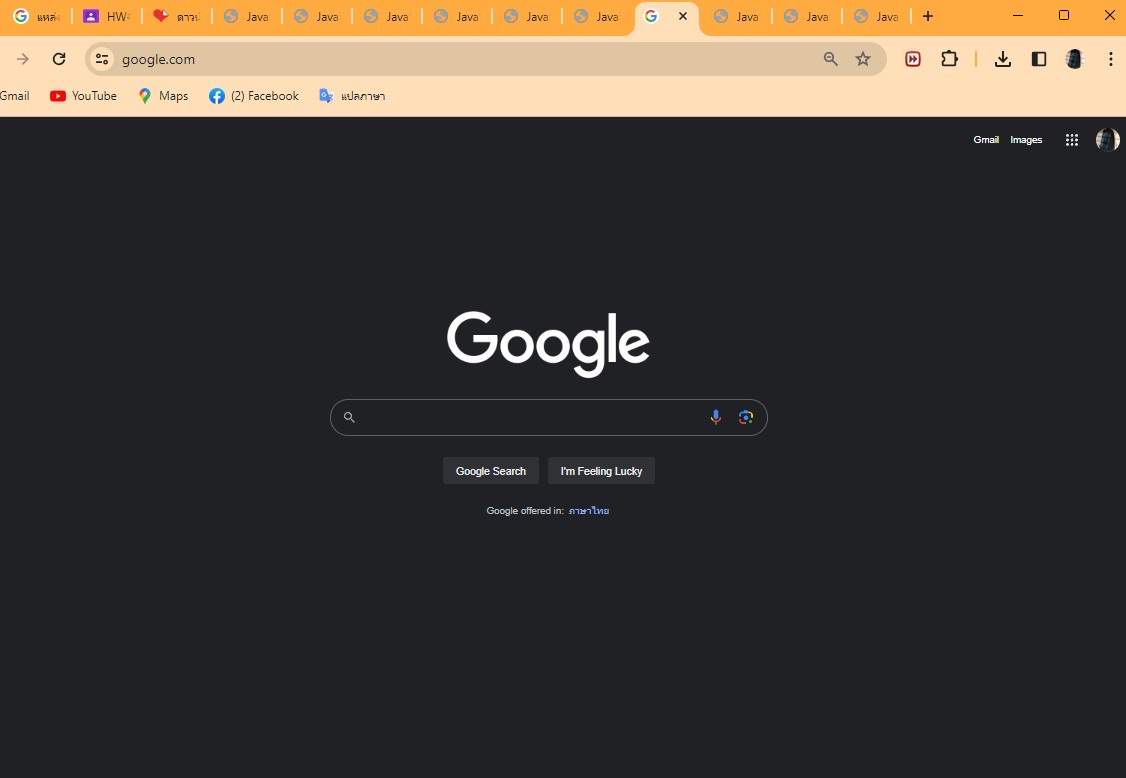 แหล่ง HW ดาวน์ Java Java Java Java Java Java Java Java Java
google.com
Gmail YouTube Maps (2) Facebook แปลภาษา
Gmail Images
Google
Google Search I'm Feeling Lucky
Google offered in: ภาษาไทย